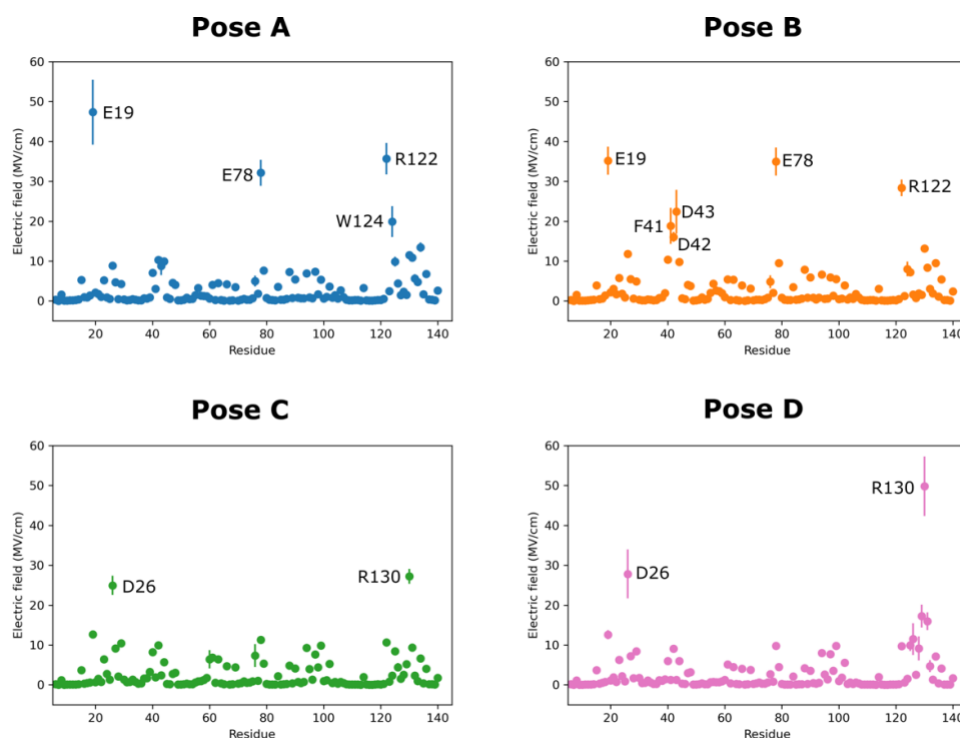 Pose A
Pose B
60
50
40
30
20
10
0
Electric field (MV/cm)
E19
E78
R122
W124
20
40
60
80
100
120
140
Residue
60
50
40
30
20
10
0
Electric field (MV/cm)
E19
E78
R122
F41
D43
D42
20
40
60
80
100
120
140
Residue
Pose C
Pose D
60
50
40
30
20
10
0
Electric field (MV/cm)
D26
R130
20
40
60
80
100
120
140
Residue
60
50
40
30
20
10
0
Electric field (MV/cm)
R130
D26
20
40
60
80
100
120
140
Residue